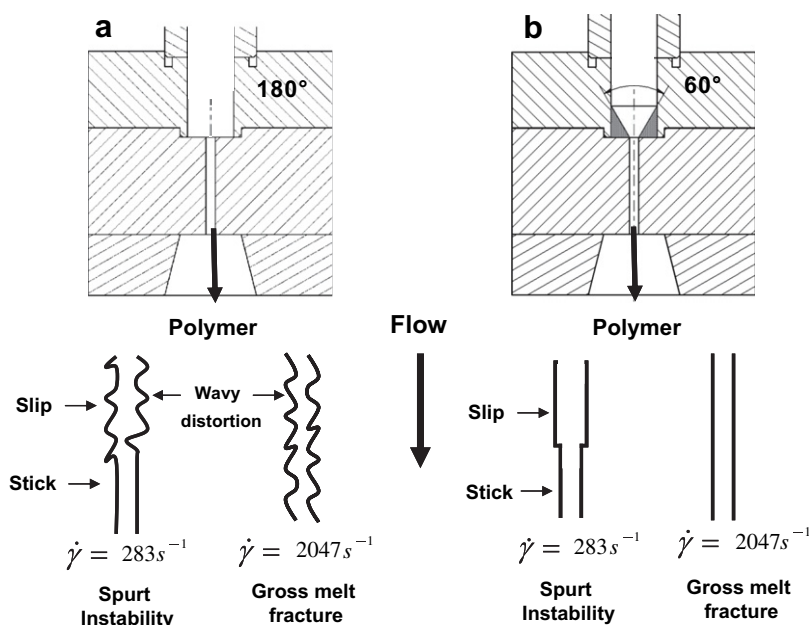 a
180°
Polymer
Slip
Stick
Wavy
distortion
γ̇ = 283s⁻¹
Spurt
Instability
γ̇ = 2047s⁻¹
Gross melt
fracture
Flow
b
60°
Polymer
Slip
Stick
γ̇ = 283s⁻¹
Spurt
Instability
γ̇ = 2047s⁻¹
Gross melt
fracture